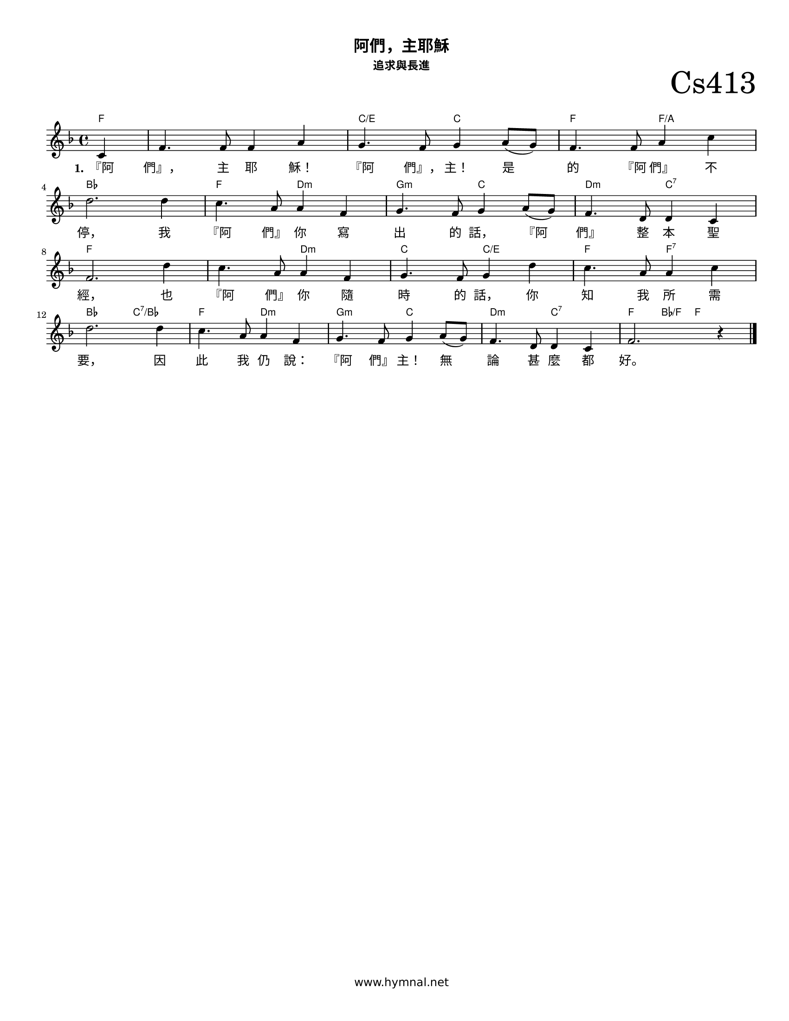 阿們，主耶穌
追求與長進
Cs413
F C/E C F F/A
1. 『阿 們』， 主 耶 穌！ 『阿 們』，主！ 是 的 『阿 們』 不
4 B♭ F Dm Gm C Dm C7
停， 我 『阿 們』 你 寫 出 的 話， 『阿 們』 整 本 聖
8 F Dm C C/E F F7
經， 也 『阿 們』 你 隨 時 的 話， 你 知 我 所 需
12 B♭ C7/B♭ F Dm Gm C Dm C7 F B♭/F F
要， 因 此 我 仍 說： 『阿 們』 主！ 無 論 甚 麼 都 好。
www.hymnal.net